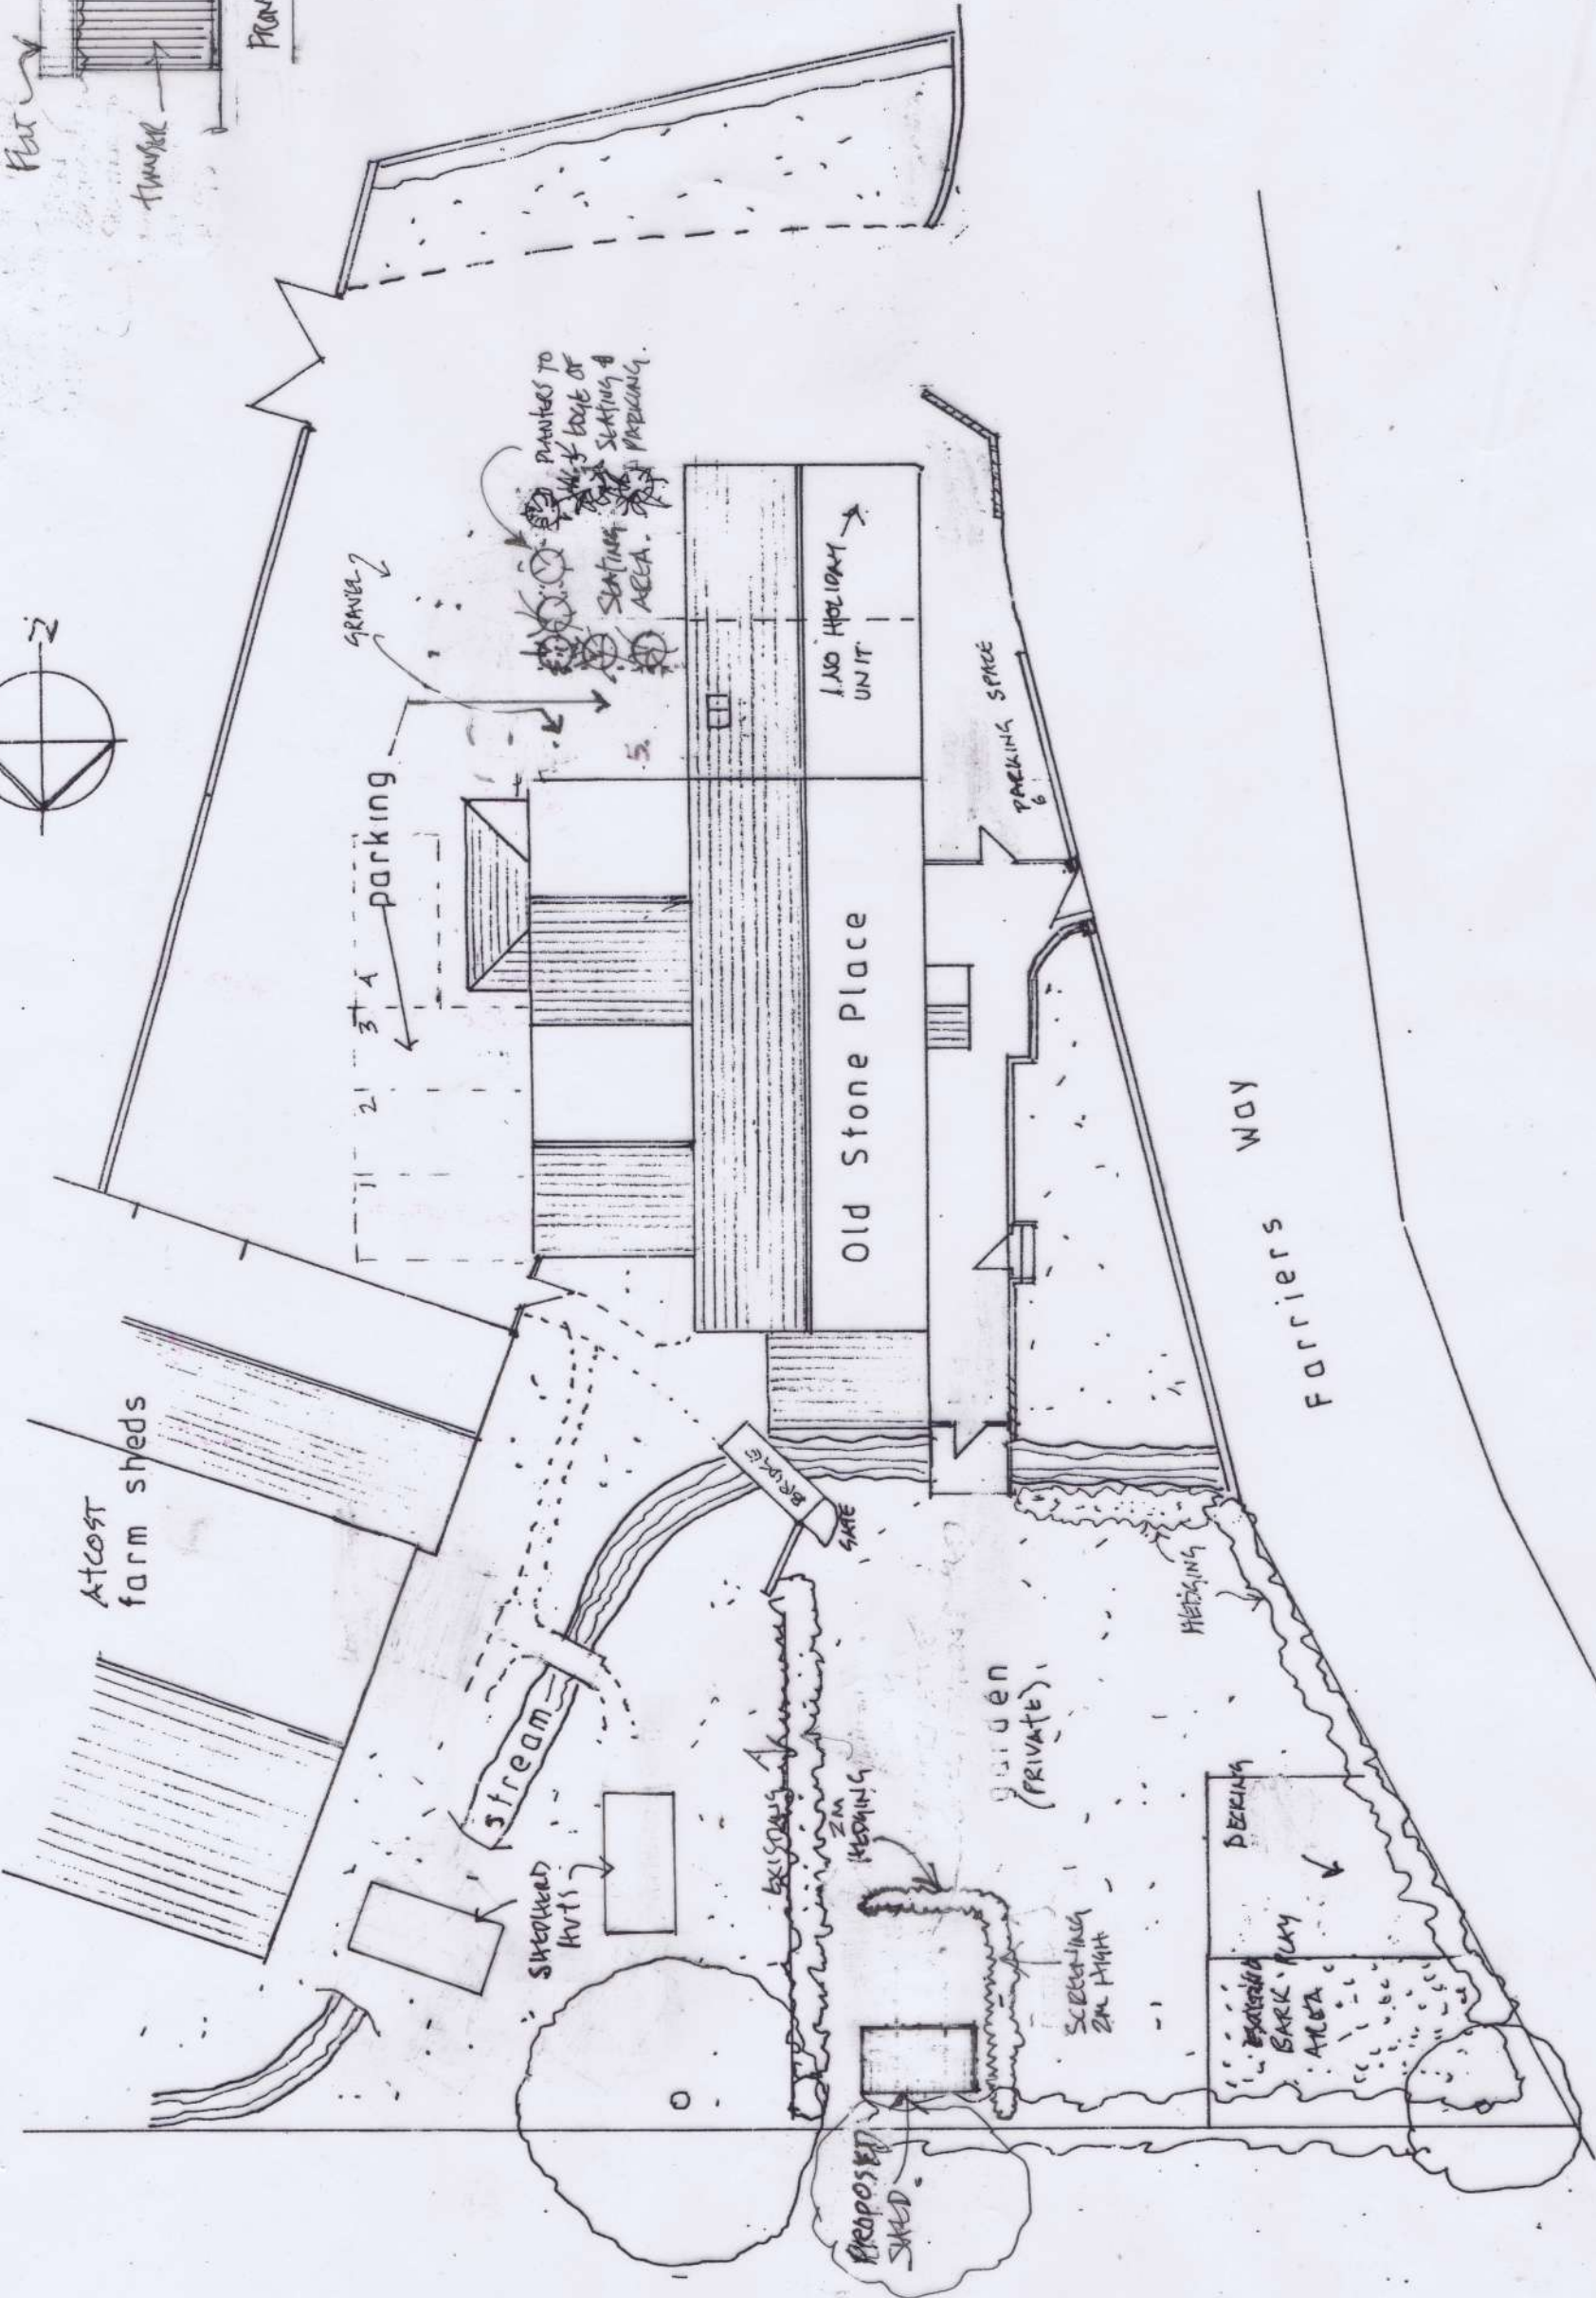 Flat
timber
N
Atcost
farm sheds
parking
GRAVEL
PLANTERS TO
EDGE OF
SEATING &
PARKING.
SEATING
AREA.
1
2
3
4
5.
1 NO HOLIDAY
UNIT
PARKING SPACE
6
Old Stone Place
stream
BRIDGE
GATE
SHEPHERD
HUTS
EXISTING
2M
HEDGING
HEDGING
garden
(PRIVATE).
SCREENING
2M HIGH
DECKING
EXISTING
BARK PLAY
AREA
PROPOSED
SHED.
Farriers Way